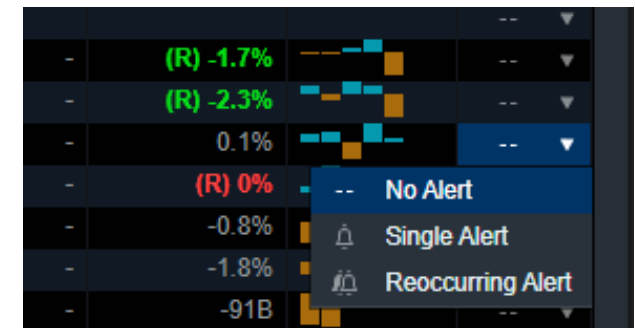 -- ▼
- (R) -1.7% -- ▼
- (R) -2.3% -- ▼
- 0.1% -- ▼
- (R) 0%
-- No Alert
- -0.8%
Single Alert
- -1.8%
Reoccurring Alert
- -91B -- ▼